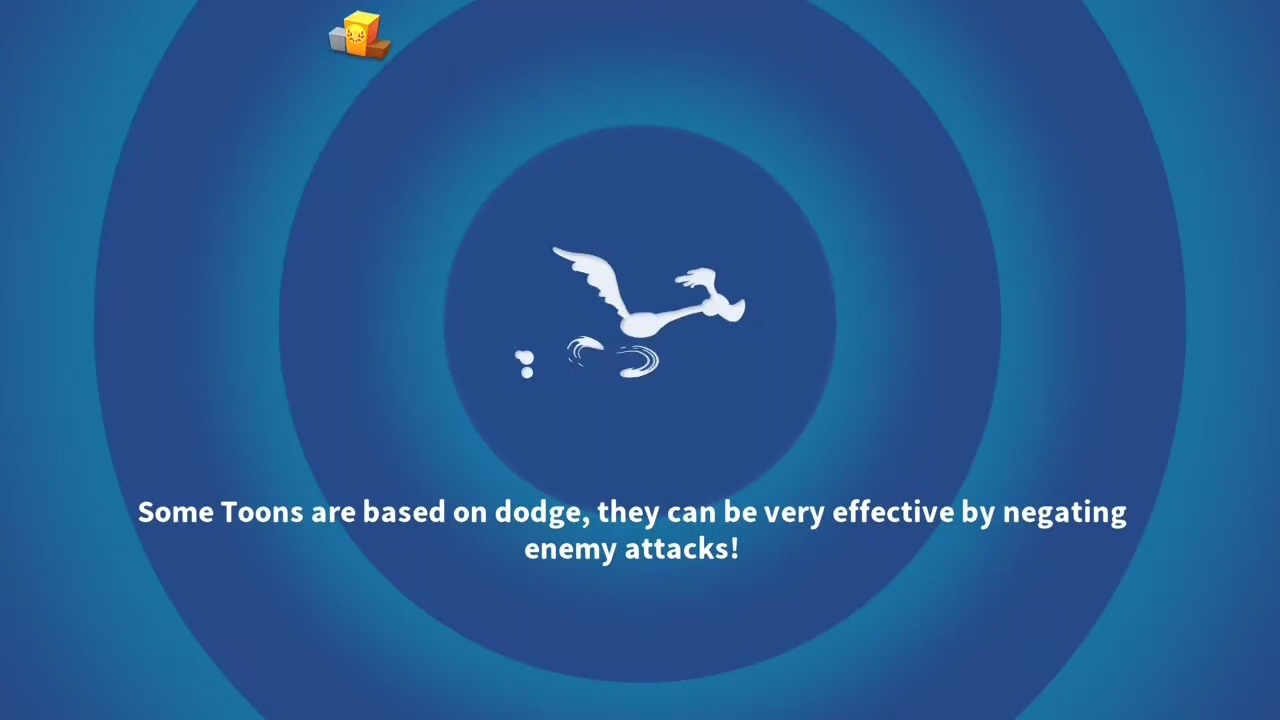 Some Toons are based on dodge, they can be very effective by negating
enemy attacks!